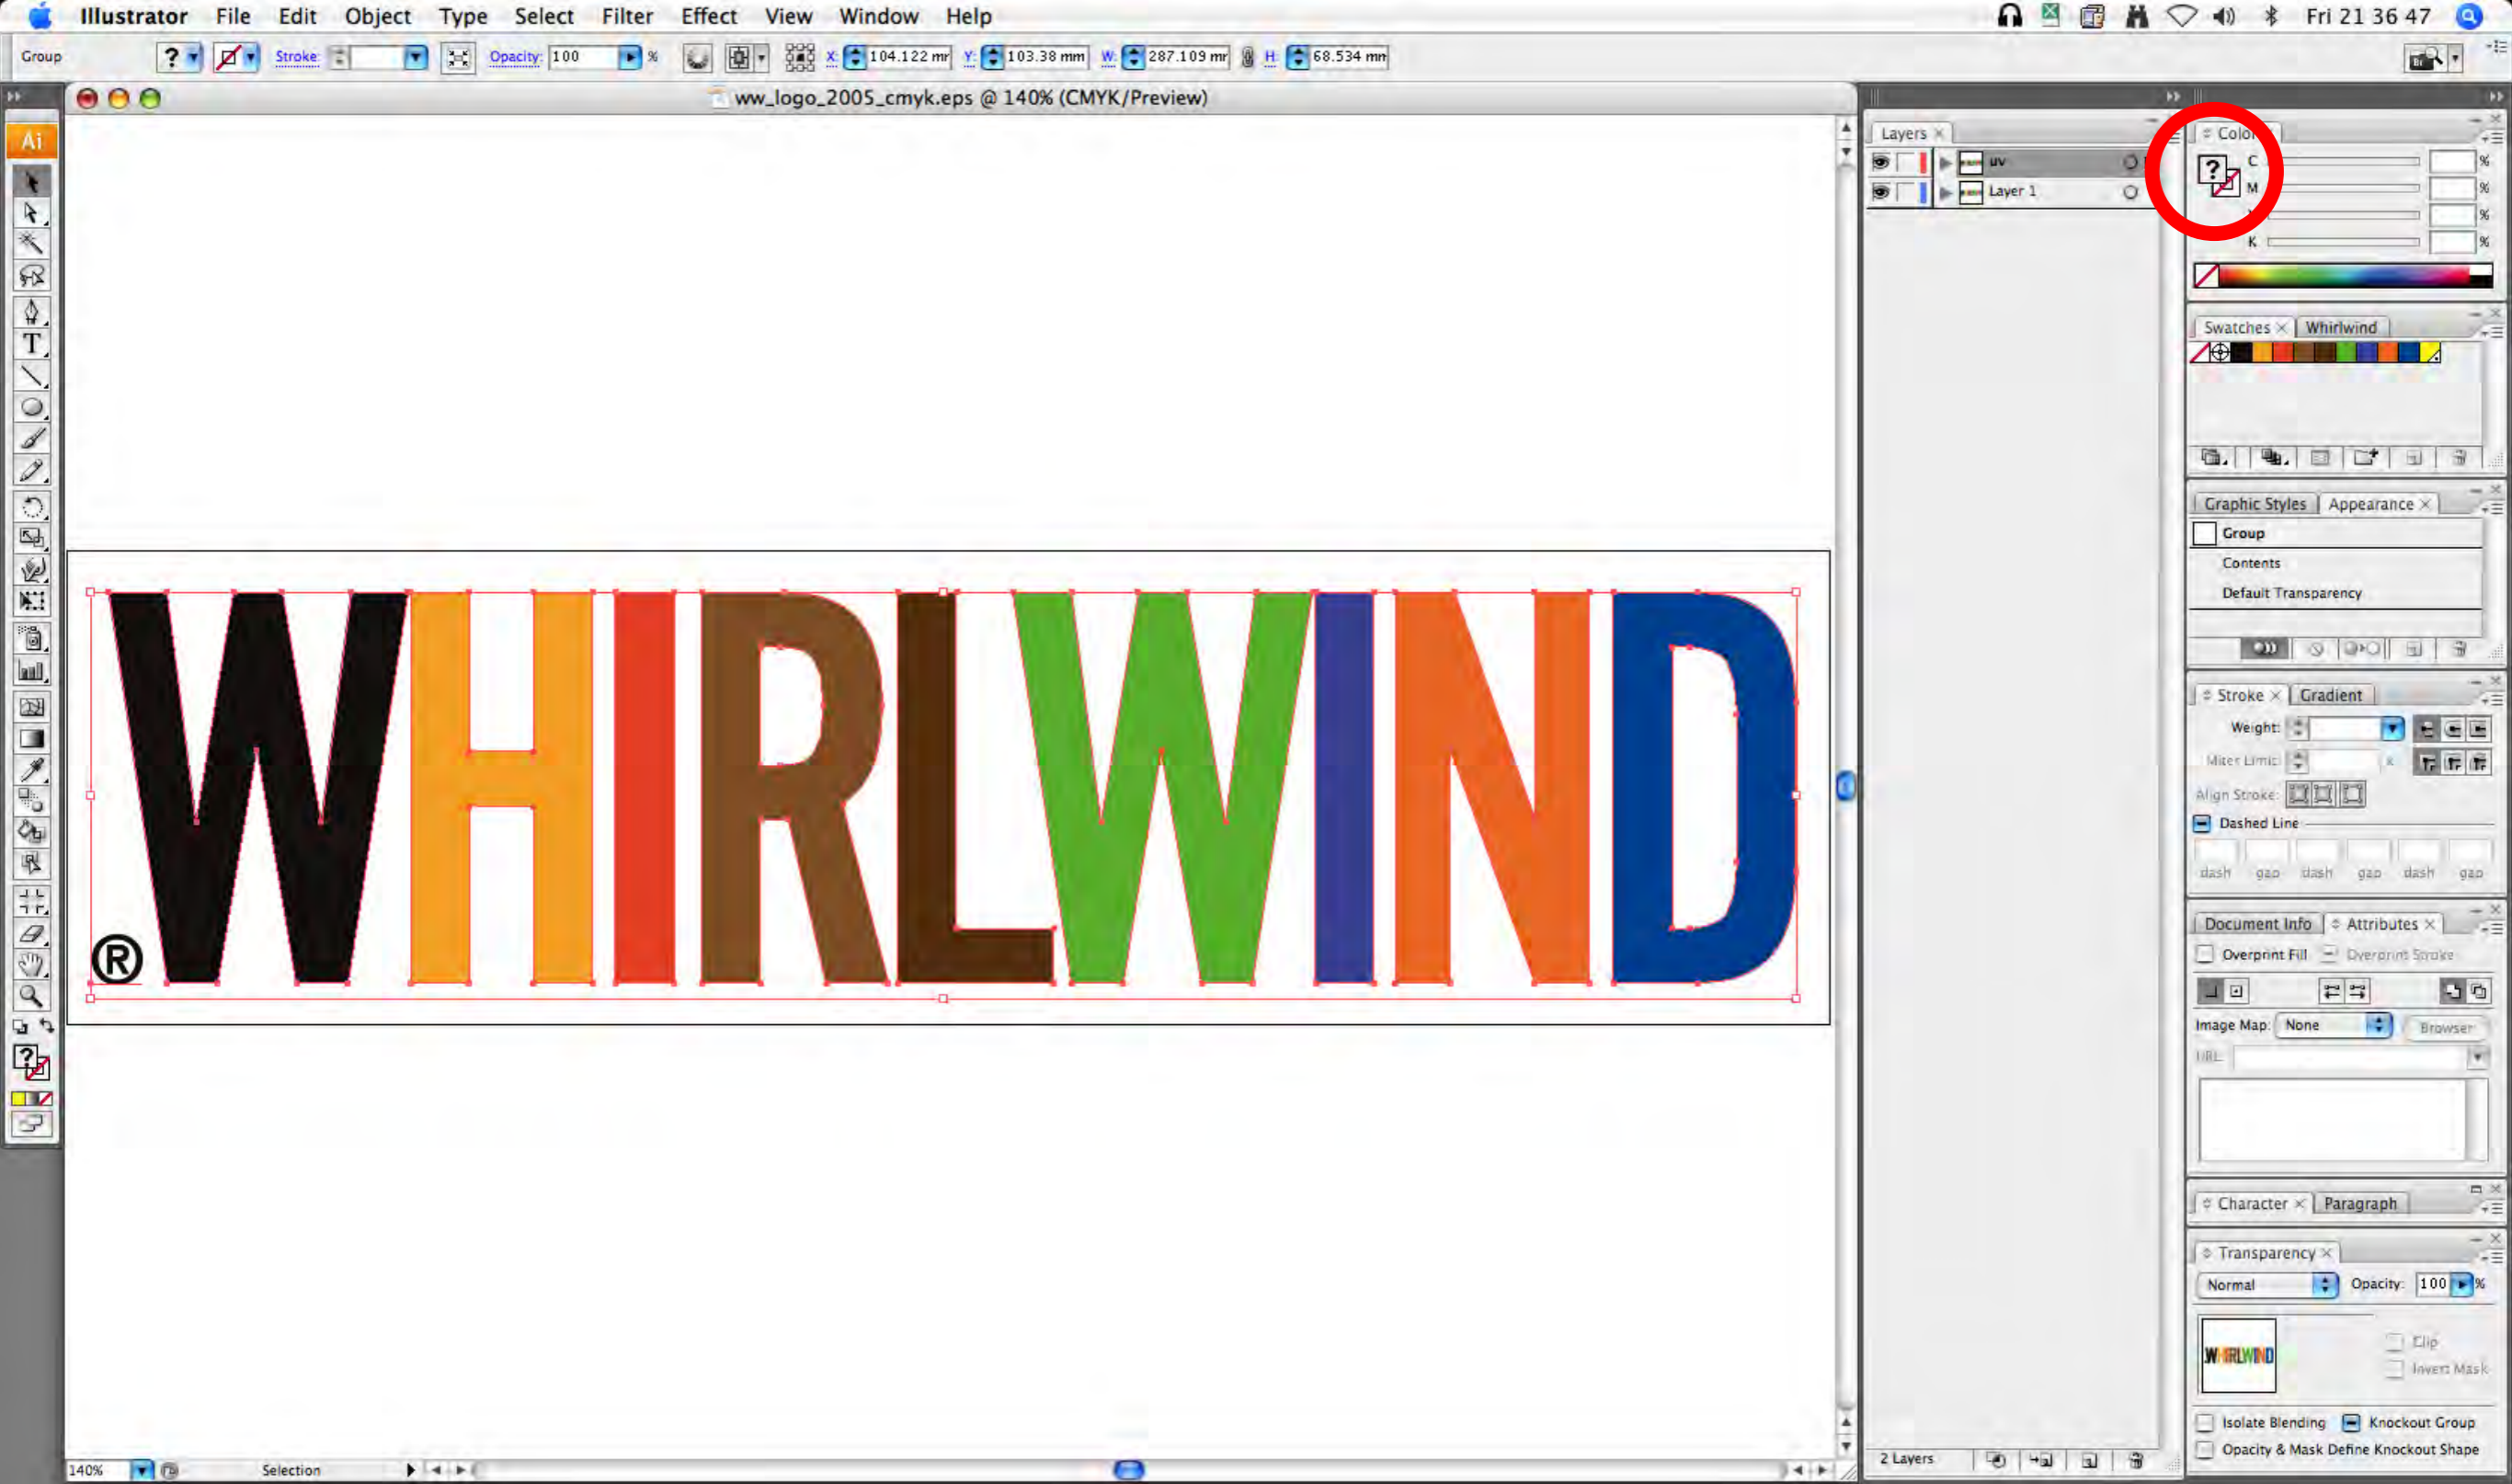 Illustrator File Edit Object Type Select Filter Effect View Window Help Fri 21 36 47
Group ? Stroke: Opacity: 100 % X: 104.122 mr Y: 103.38 mm W: 287.109 mr H: 68.534 mm
ww_logo_2005_cmyk.eps @ 140% (CMYK/Preview)
Ai
Layers
uv
Layer 1
Color
? C %
M %
%
K %
Swatches Whirlwind
Graphic Styles Appearance
Group
Contents
Default Transparency
WHIRLWIND
®
Stroke Gradient
Weight:
Miter Limit: x
Align Stroke:
Dashed Line
dash gap dash gap dash gap
Document Info Attributes
Overprint Fill Overprint Stroke
Image Map: None Browser
URL:
Character Paragraph
Transparency
Normal Opacity: 100 %
WHIRLWIND
Clip
Invert Mask
Isolate Blending Knockout Group
Opacity & Mask Define Knockout Shape
T
?
140% Selection
2 Layers